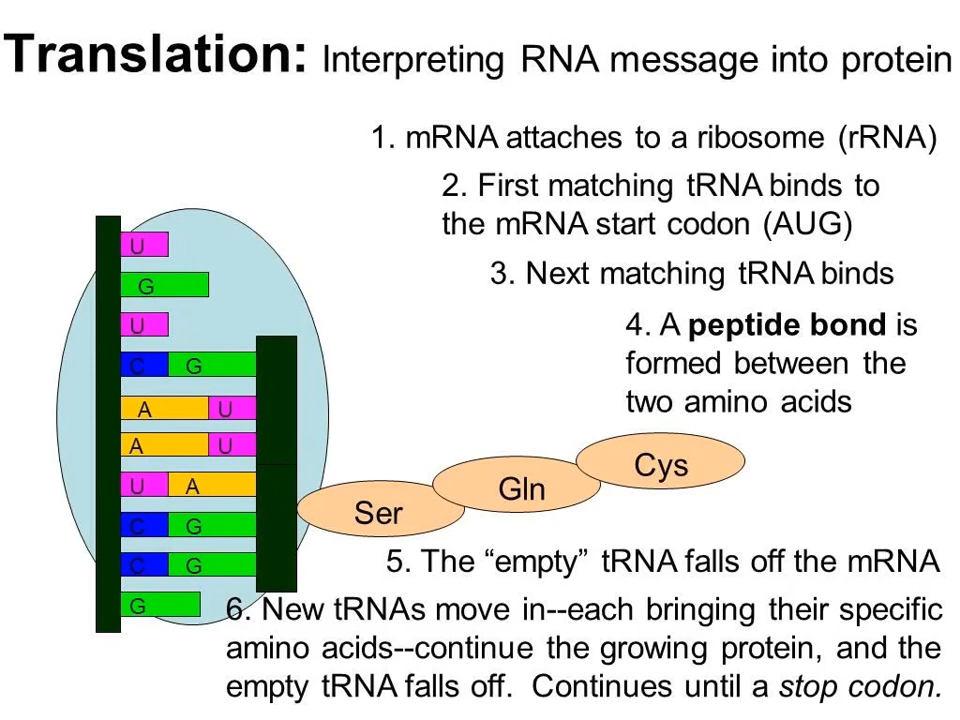 Translation: Interpreting RNA message into protein
1. mRNA attaches to a ribosome (rRNA)
2. First matching tRNA binds to
the mRNA start codon (AUG)
3. Next matching tRNA binds
4. A peptide bond is
formed between the
two amino acids
U
G
U
C G
A U
A U
U A
C G
C G
G
Ser
Gln
Cys
5. The “empty” tRNA falls off the mRNA
6. New tRNAs move in--each bringing their specific
amino acids--continue the growing protein, and the
empty tRNA falls off. Continues until a stop codon.